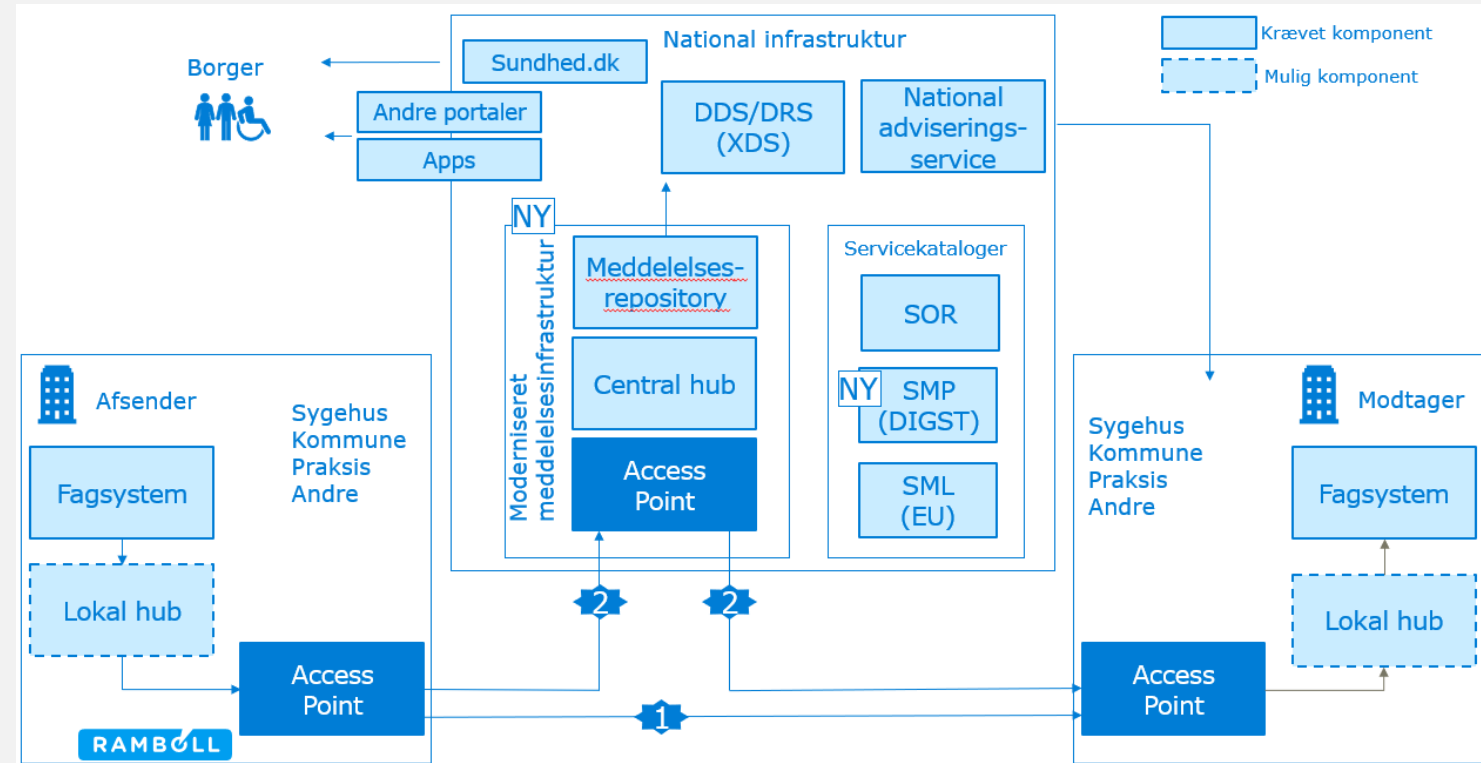 National infrastruktur
Krævet komponent
Mulig komponent
Borger
Sundhed.dk
Andre portaler
Apps
DDS/DRS
(XDS)
National
adviserings-
service
NY
Moderniseret
meddelelsesinfrastruktur
Meddelelses-
repository
Central hub
Access
Point
Servicekataloger
SOR
NY
SMP
(DIGST)
SML
(EU)
Afsender
Sygehus
Kommune
Praksis
Andre
Fagsystem
Lokal hub
Access
Point
RAMBOLL
2
2
1
Modtager
Sygehus
Kommune
Praksis
Andre
Fagsystem
Lokal hub
Access
Point